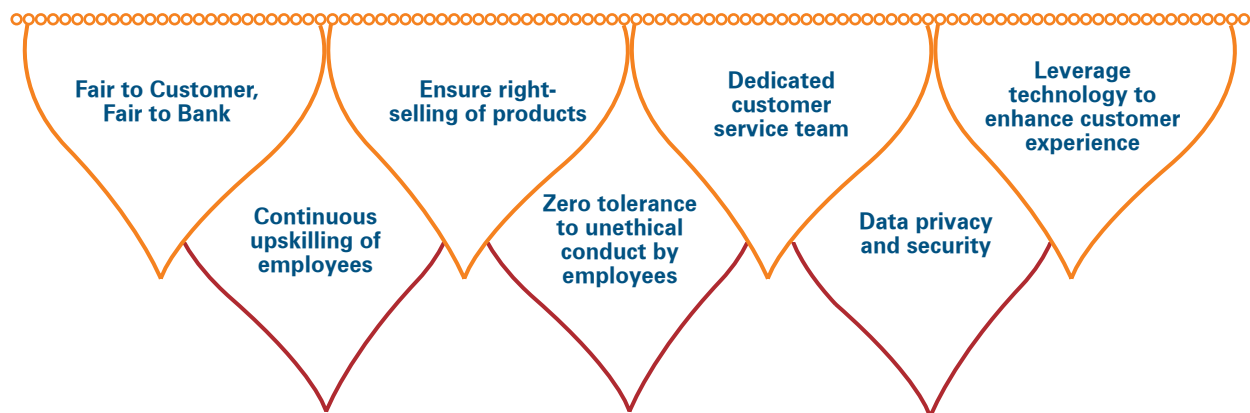 Fair to Customer,
Fair to Bank
Ensure right-
selling of products
Dedicated
customer
service team
Leverage
technology to
enhance customer
experience
Continuous
upskilling of
employees
Zero tolerance
to unethical
conduct by
employees
Data privacy
and security